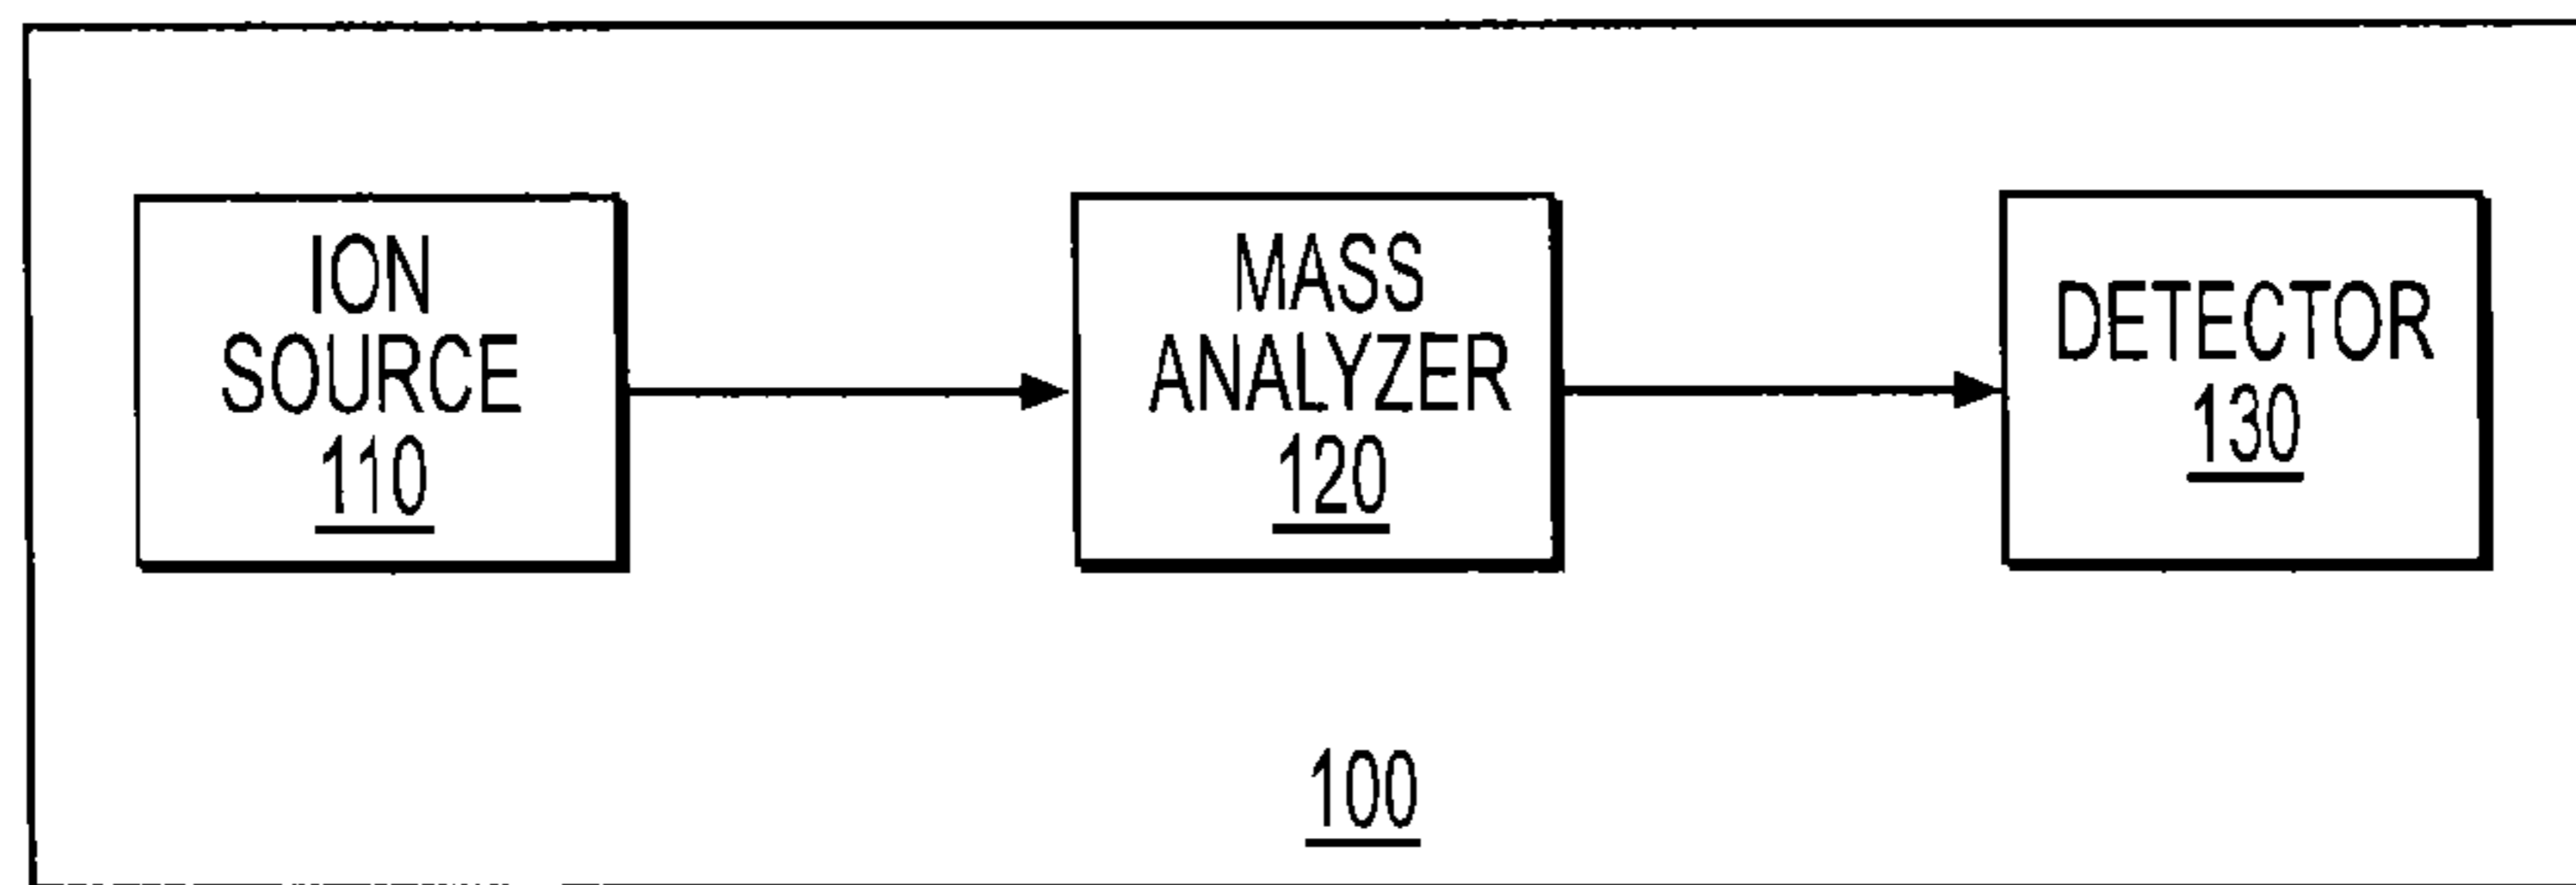 ION
SOURCE
110
MASS
ANALYZER
120
DETECTOR
130
100